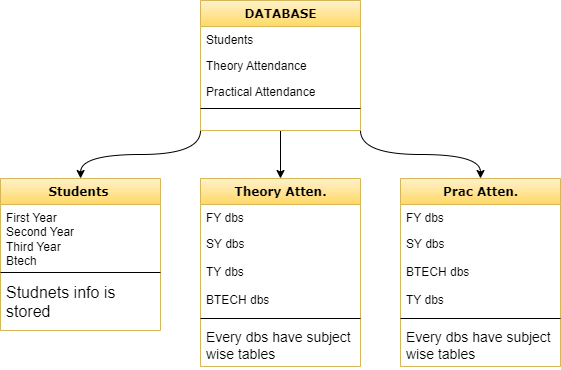 DATABASE
Students
Theory Attendance
Practical Attendance
Students
First Year
Second Year
Third Year
Btech
Studnets info is
stored
Theory Atten.
FY dbs
SY dbs
TY dbs
BTECH dbs
Every dbs have subject
wise tables
Prac Atten.
FY dbs
SY dbs
BTECH dbs
TY dbs
Every dbs have subject
wise tables